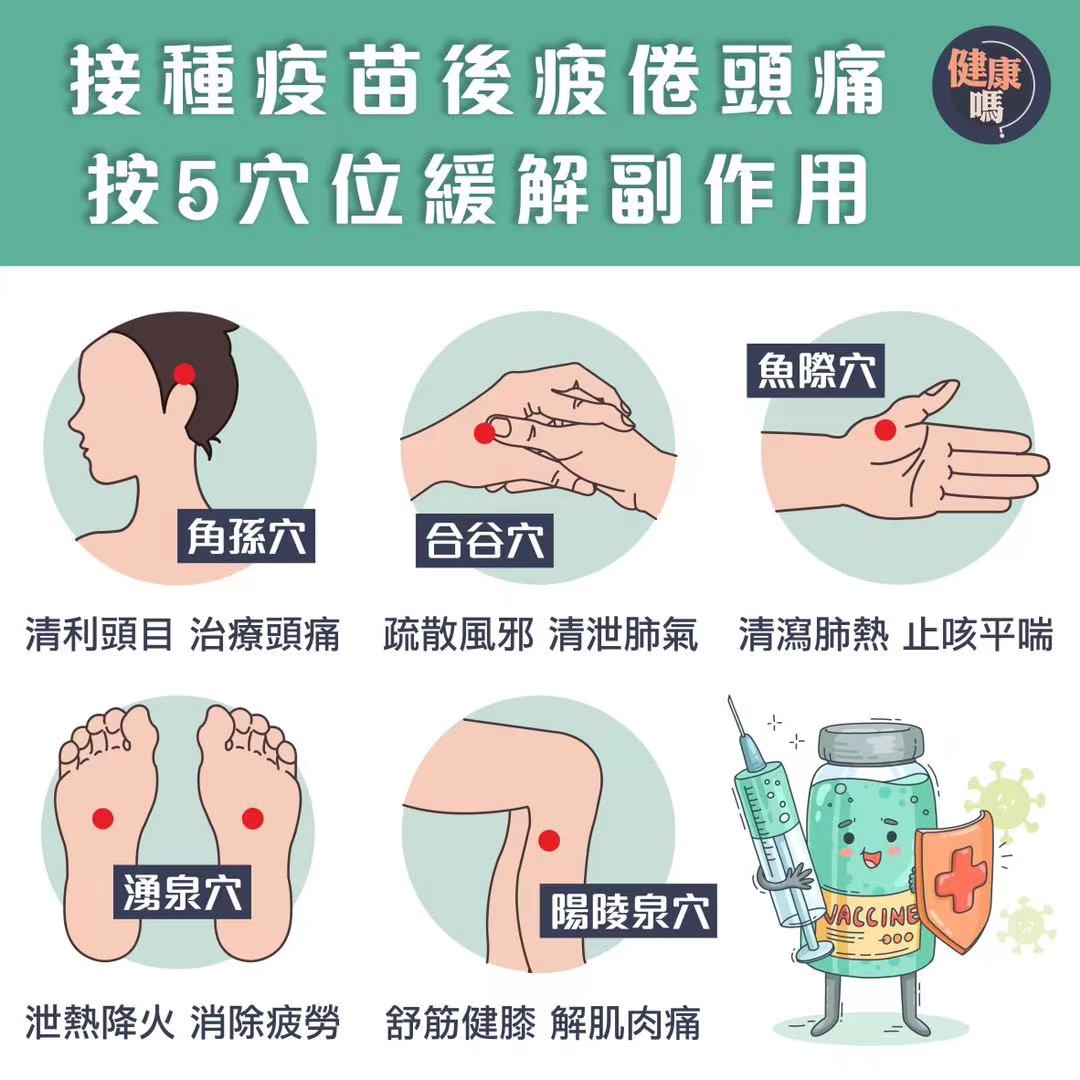 接種疫苗後疲倦頭痛
按5穴位緩解副作用
健康
嗎
角孫穴
清利頭目 治療頭痛
合谷穴
疏散風邪 清泄肺氣
魚際穴
清瀉肺熱 止咳平喘
湧泉穴
泄熱降火 消除疲勞
陽陵泉穴
舒筋健膝 解肌肉痛
VACCINE